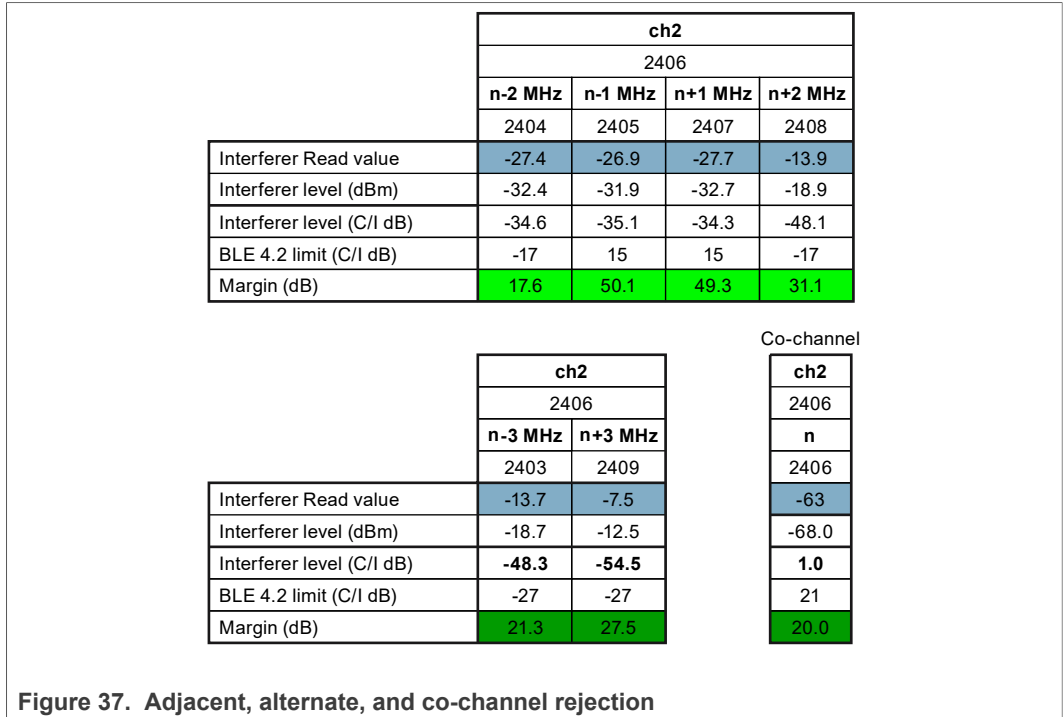 ch2
2406
n-2 MHz n-1 MHz n+1 MHz n+2 MHz
2404 2405 2407 2408
Interferer Read value -27.4 -26.9 -27.7 -13.9
Interferer level (dBm) -32.4 -31.9 -32.7 -18.9
Interferer level (C/I dB) -34.6 -35.1 -34.3 -48.1
BLE 4.2 limit (C/I dB) -17 15 15 -17
Margin (dB) 17.6 50.1 49.3 31.1
Co-channel
ch2 ch2
2406 2406
n-3 MHz n+3 MHz n
2403 2409 2406
Interferer Read value -13.7 -7.5 -63
Interferer level (dBm) -18.7 -12.5 -68.0
Interferer level (C/I dB) -48.3 -54.5 1.0
BLE 4.2 limit (C/I dB) -27 -27 21
Margin (dB) 21.3 27.5 20.0
Figure 37. Adjacent, alternate, and co-channel rejection